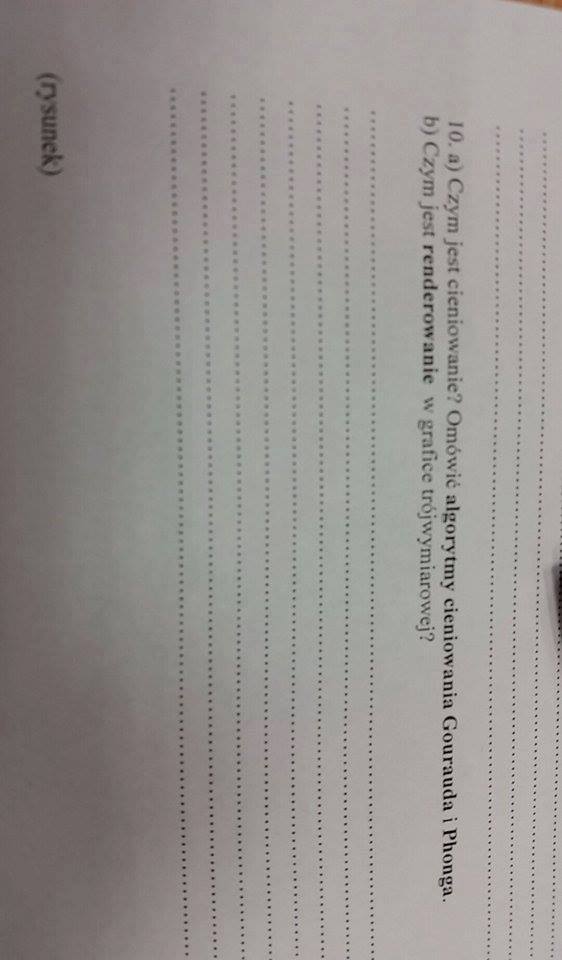 10. a) Czym jest cieniowanie? Omówić algorytmy cieniowania Gourauda i Phonga.
b) Czym jest renderowanie w grafice trójwymiarowej?
(rysunek)